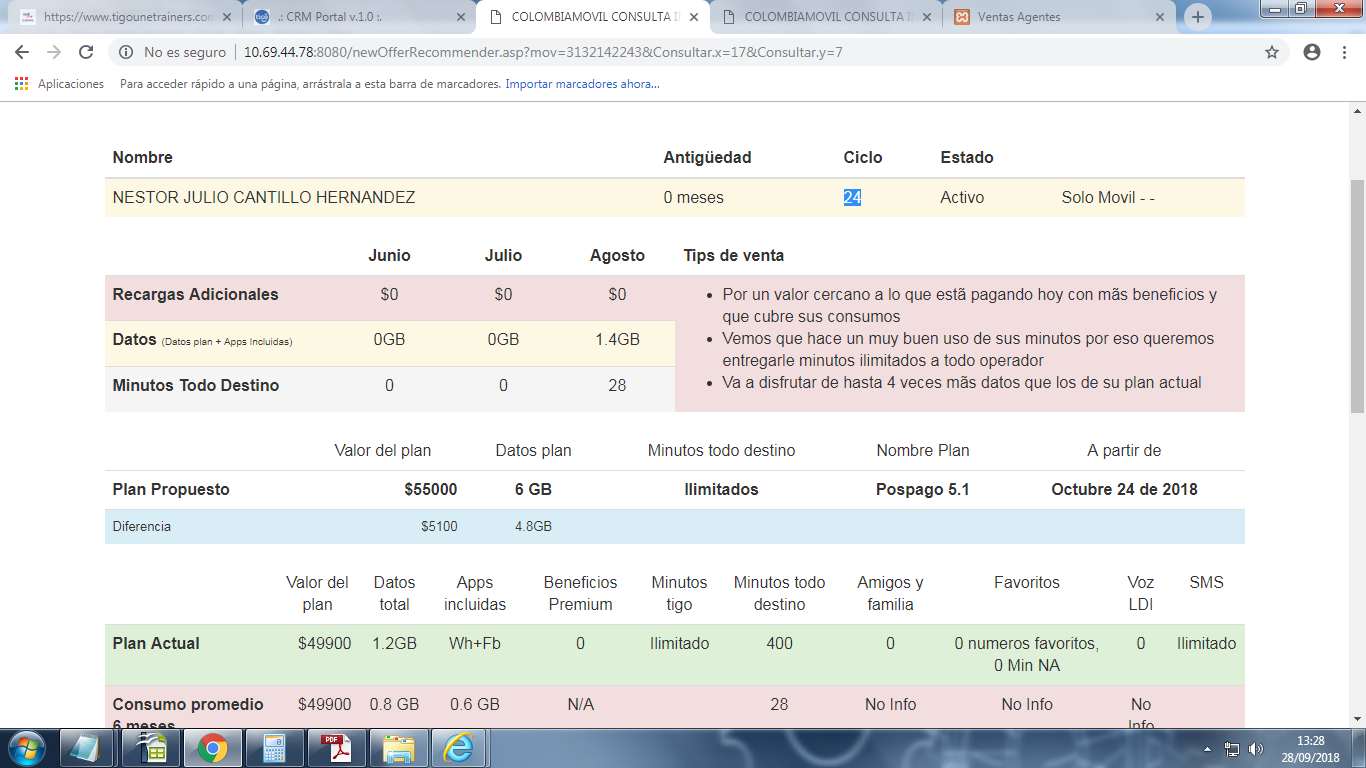 https://www.tigounetrainers.com
.: CRM Portal v.1.0 :.
COLOMBIAMOVIL CONSULTA I
COLOMBIAMOVIL CONSULTA I
Ventas Agentes
No es seguro
10.69.44.78:8080/newOfferRecommender.asp?mov=3132142243&Consultar.x=17&Consultar.y=7
Aplicaciones
Para acceder rápido a una página, arrástrala a esta barra de marcadores. Importar marcadores ahora...
Nombre Antigüedad Ciclo Estado
NESTOR JULIO CANTILLO HERNANDEZ 0 meses 24 Activo Solo Movil - -
Junio Julio Agosto Tips de venta
Recargas Adicionales $0 $0 $0
Datos (Datos plan + Apps Incluidas) 0GB 0GB 1.4GB
Minutos Todo Destino 0 0 28
• Por un valor cercano a lo que estã pagando hoy con mãs beneficios y
que cubre sus consumos
• Vemos que hace un muy buen uso de sus minutos por eso queremos
entregarle minutos ilimitados a todo operador
• Va a disfrutar de hasta 4 veces mãs datos que los de su plan actual
Valor del plan Datos plan Minutos todo destino Nombre Plan A partir de
Plan Propuesto $55000 6 GB Ilimitados Pospago 5.1 Octubre 24 de 2018
Diferencia $5100 4.8GB
Valor del Datos Apps Beneficios Minutos Minutos todo Amigos y Favoritos Voz SMS
plan total incluidas Premium tigo destino familia LDI
Plan Actual $49900 1.2GB Wh+Fb 0 Ilimitado 400 0 0 numeros favoritos, 0 Ilimitado
0 Min NA
Consumo promedio $49900 0.8 GB 0.6 GB N/A 28 No Info No Info No
6 meses Info
PDF
13:28
28/09/2018